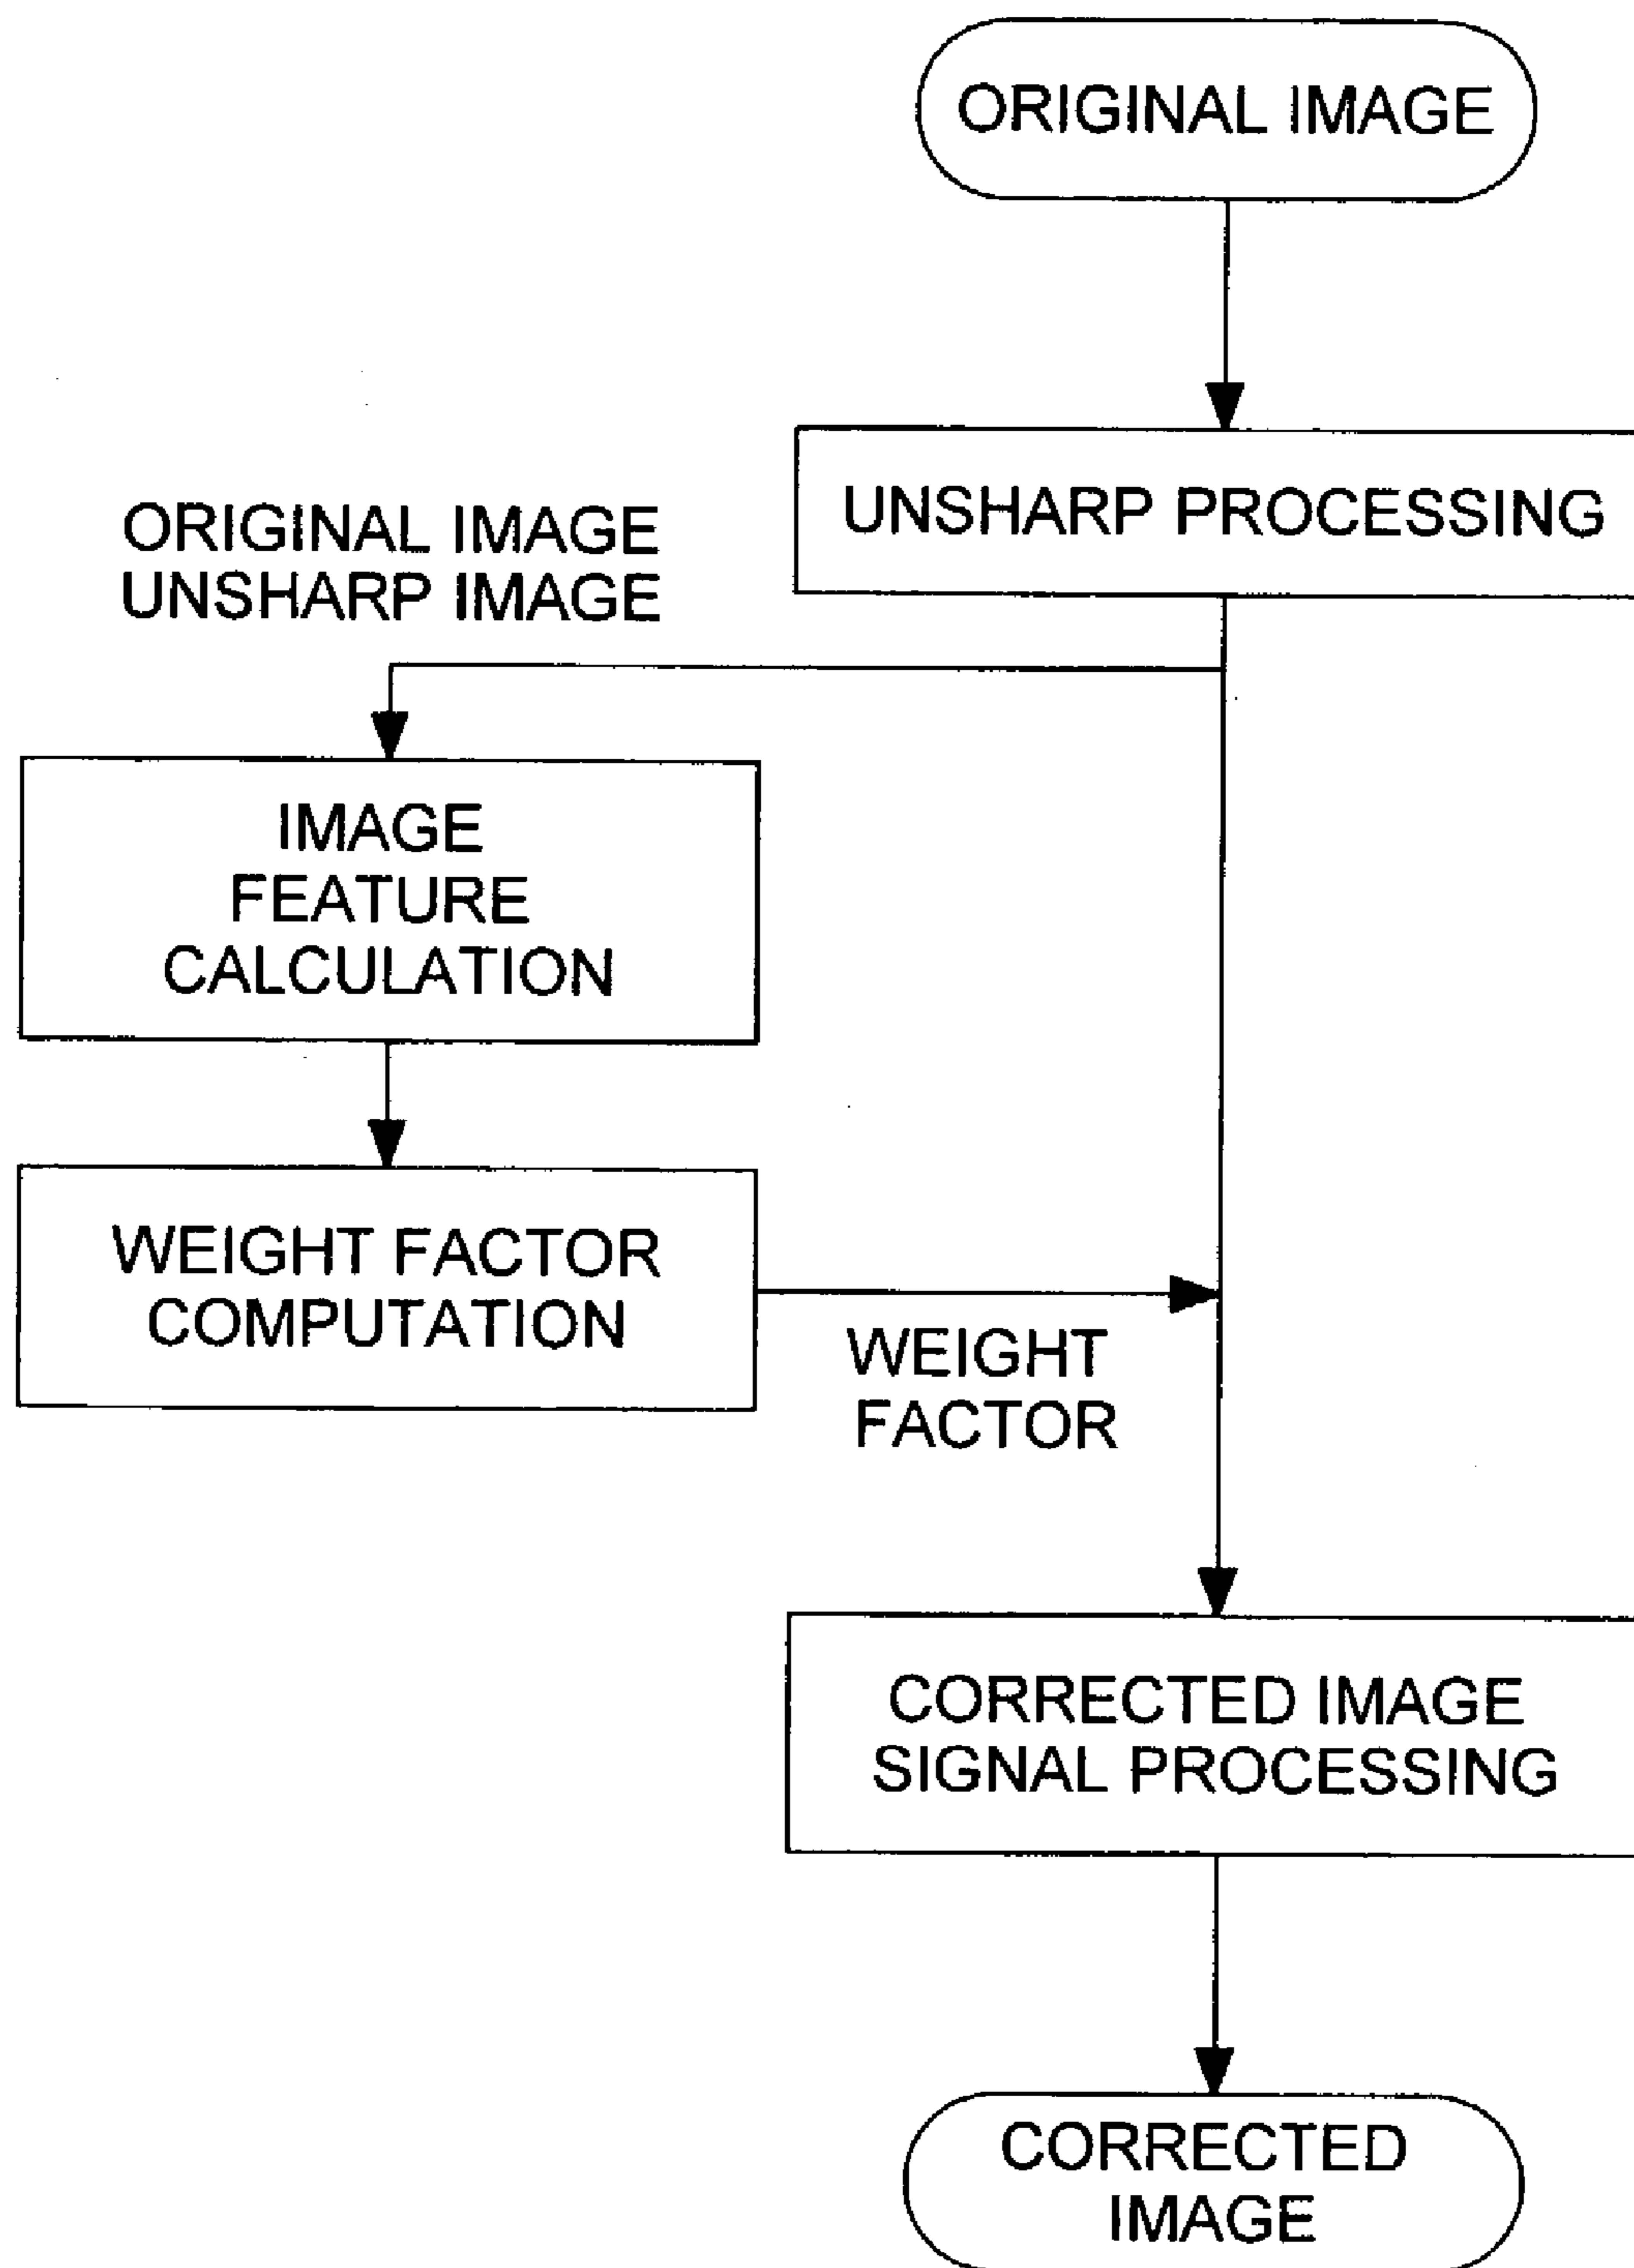 ORIGINAL IMAGE
UNSHARP PROCESSING
ORIGINAL IMAGE
UNSHARP IMAGE
IMAGE
FEATURE
CALCULATION
WEIGHT FACTOR
COMPUTATION
WEIGHT
FACTOR
CORRECTED IMAGE
SIGNAL PROCESSING
CORRECTED
IMAGE